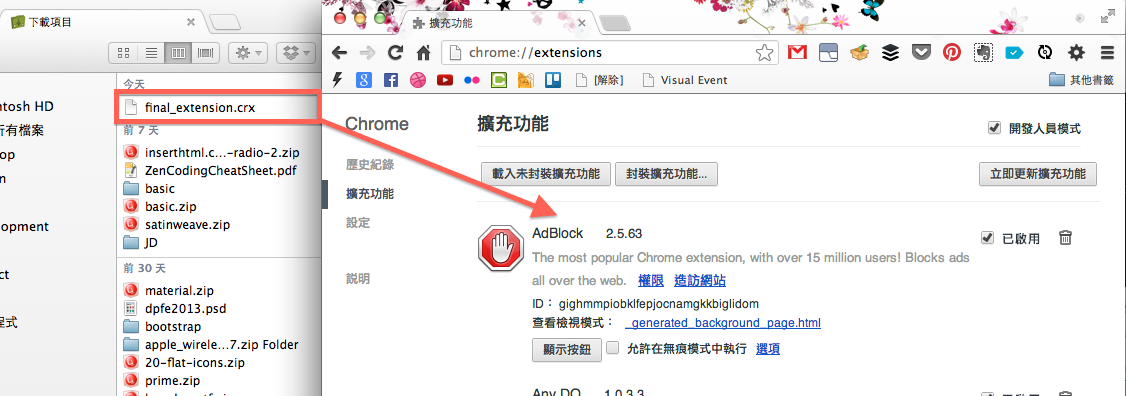 下載項目
今天
final_extension.crx
前 7 天
inserthtml.c...-radio-2.zip
ZenCodingCheatSheet.pdf
basic
basic.zip
satinweave.zip
JD
前 30 天
material.zip
dpfe2013.psd
bootstrap
apple_wirele...7.zip Folder
20-flat-icons.zip
prime.zip
ntosh HD
所有檔案
op
n
lopment
ct
程式
擴充功能
chrome://extensions
[解除]
Visual Event
其他書籤
Chrome
歷史紀錄
擴充功能
設定
說明
擴充功能
開發人員模式
載入未封裝擴充功能
封裝擴充功能...
立即更新擴充功能
AdBlock 2.5.63
已啟用
The most popular Chrome extension, with over 15 million users! Blocks ads
all over the web. 權限 造訪網站
ID： gighmmpiobklfepjocnamgkkbiglidom
查看檢視模式： _generated_background_page.html
顯示按鈕
允許在無痕模式中執行 選項
Any.DO 1.0.3.3
已啟用